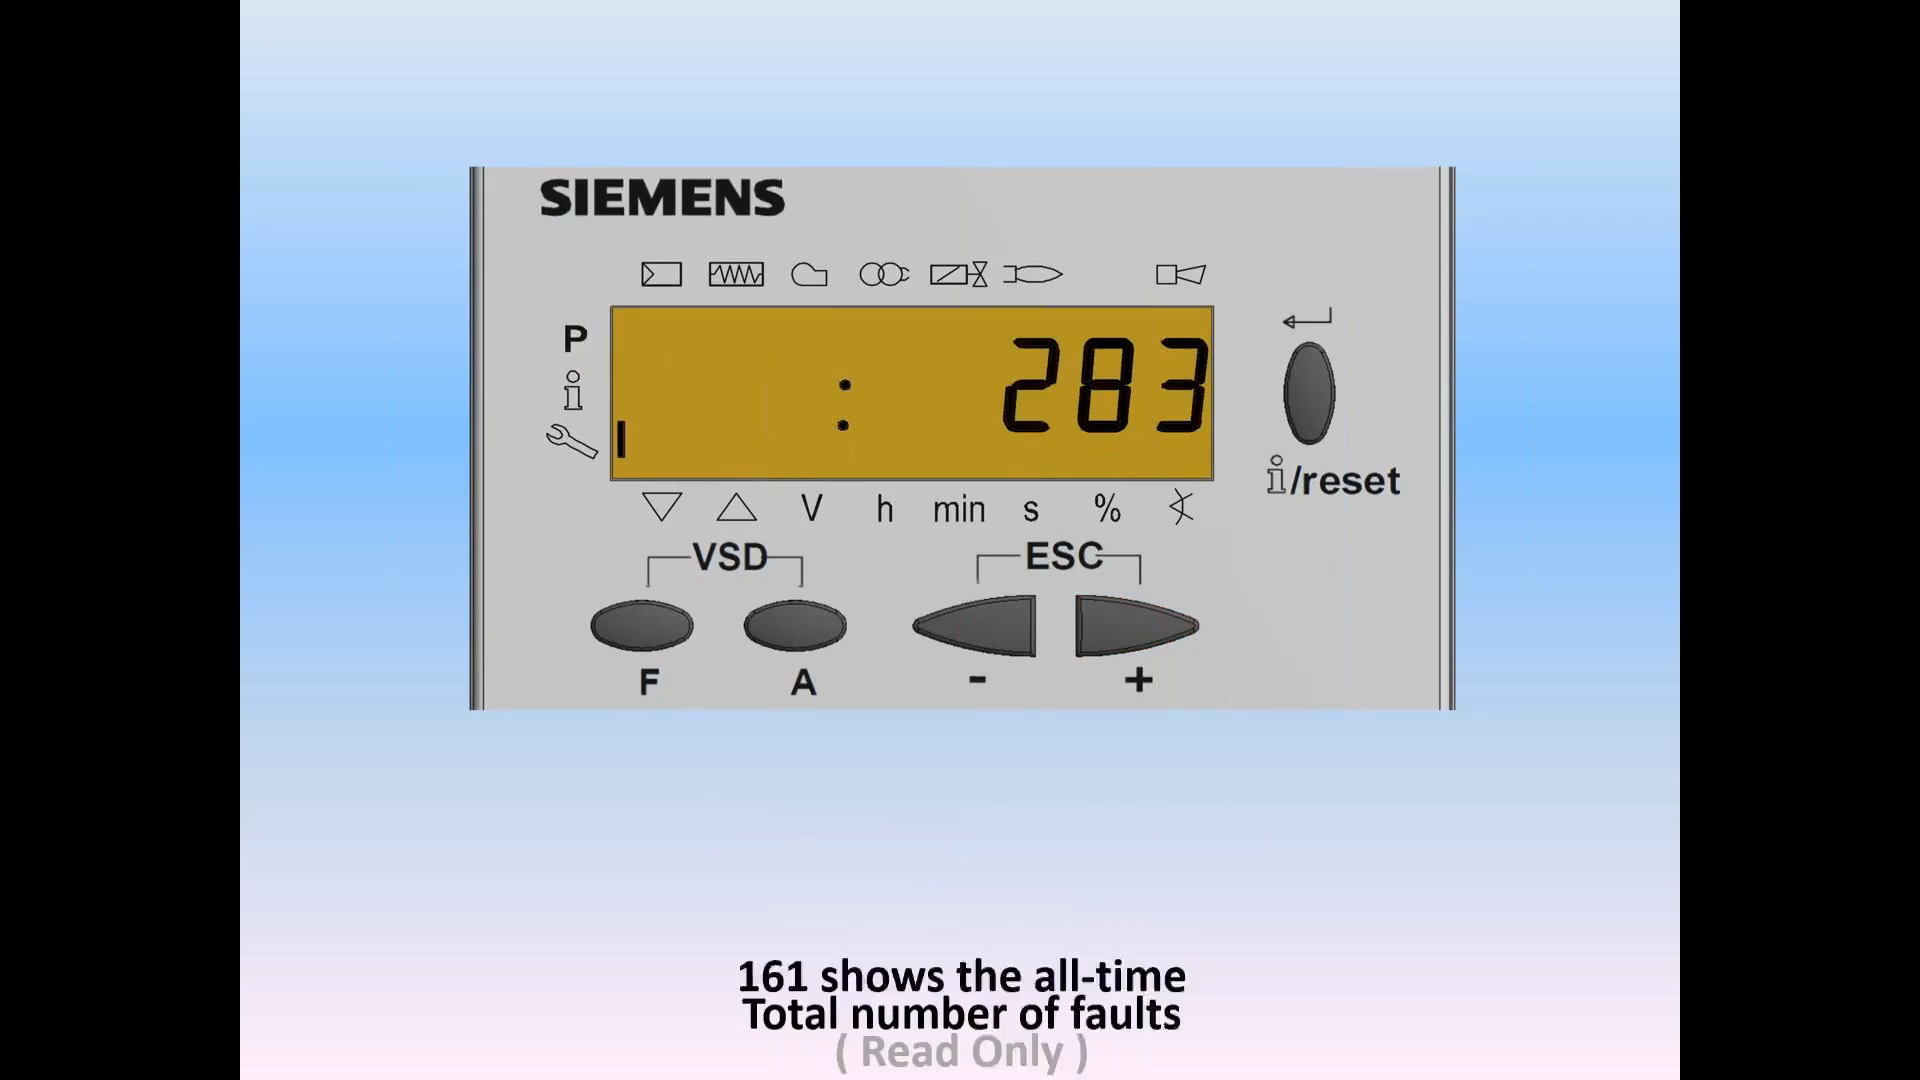 SIEMENS
P
i
: 283
i/reset
V h min s %
VSD ESC
F A - +
161 shows the all-time
Total number of faults
( Read Only )